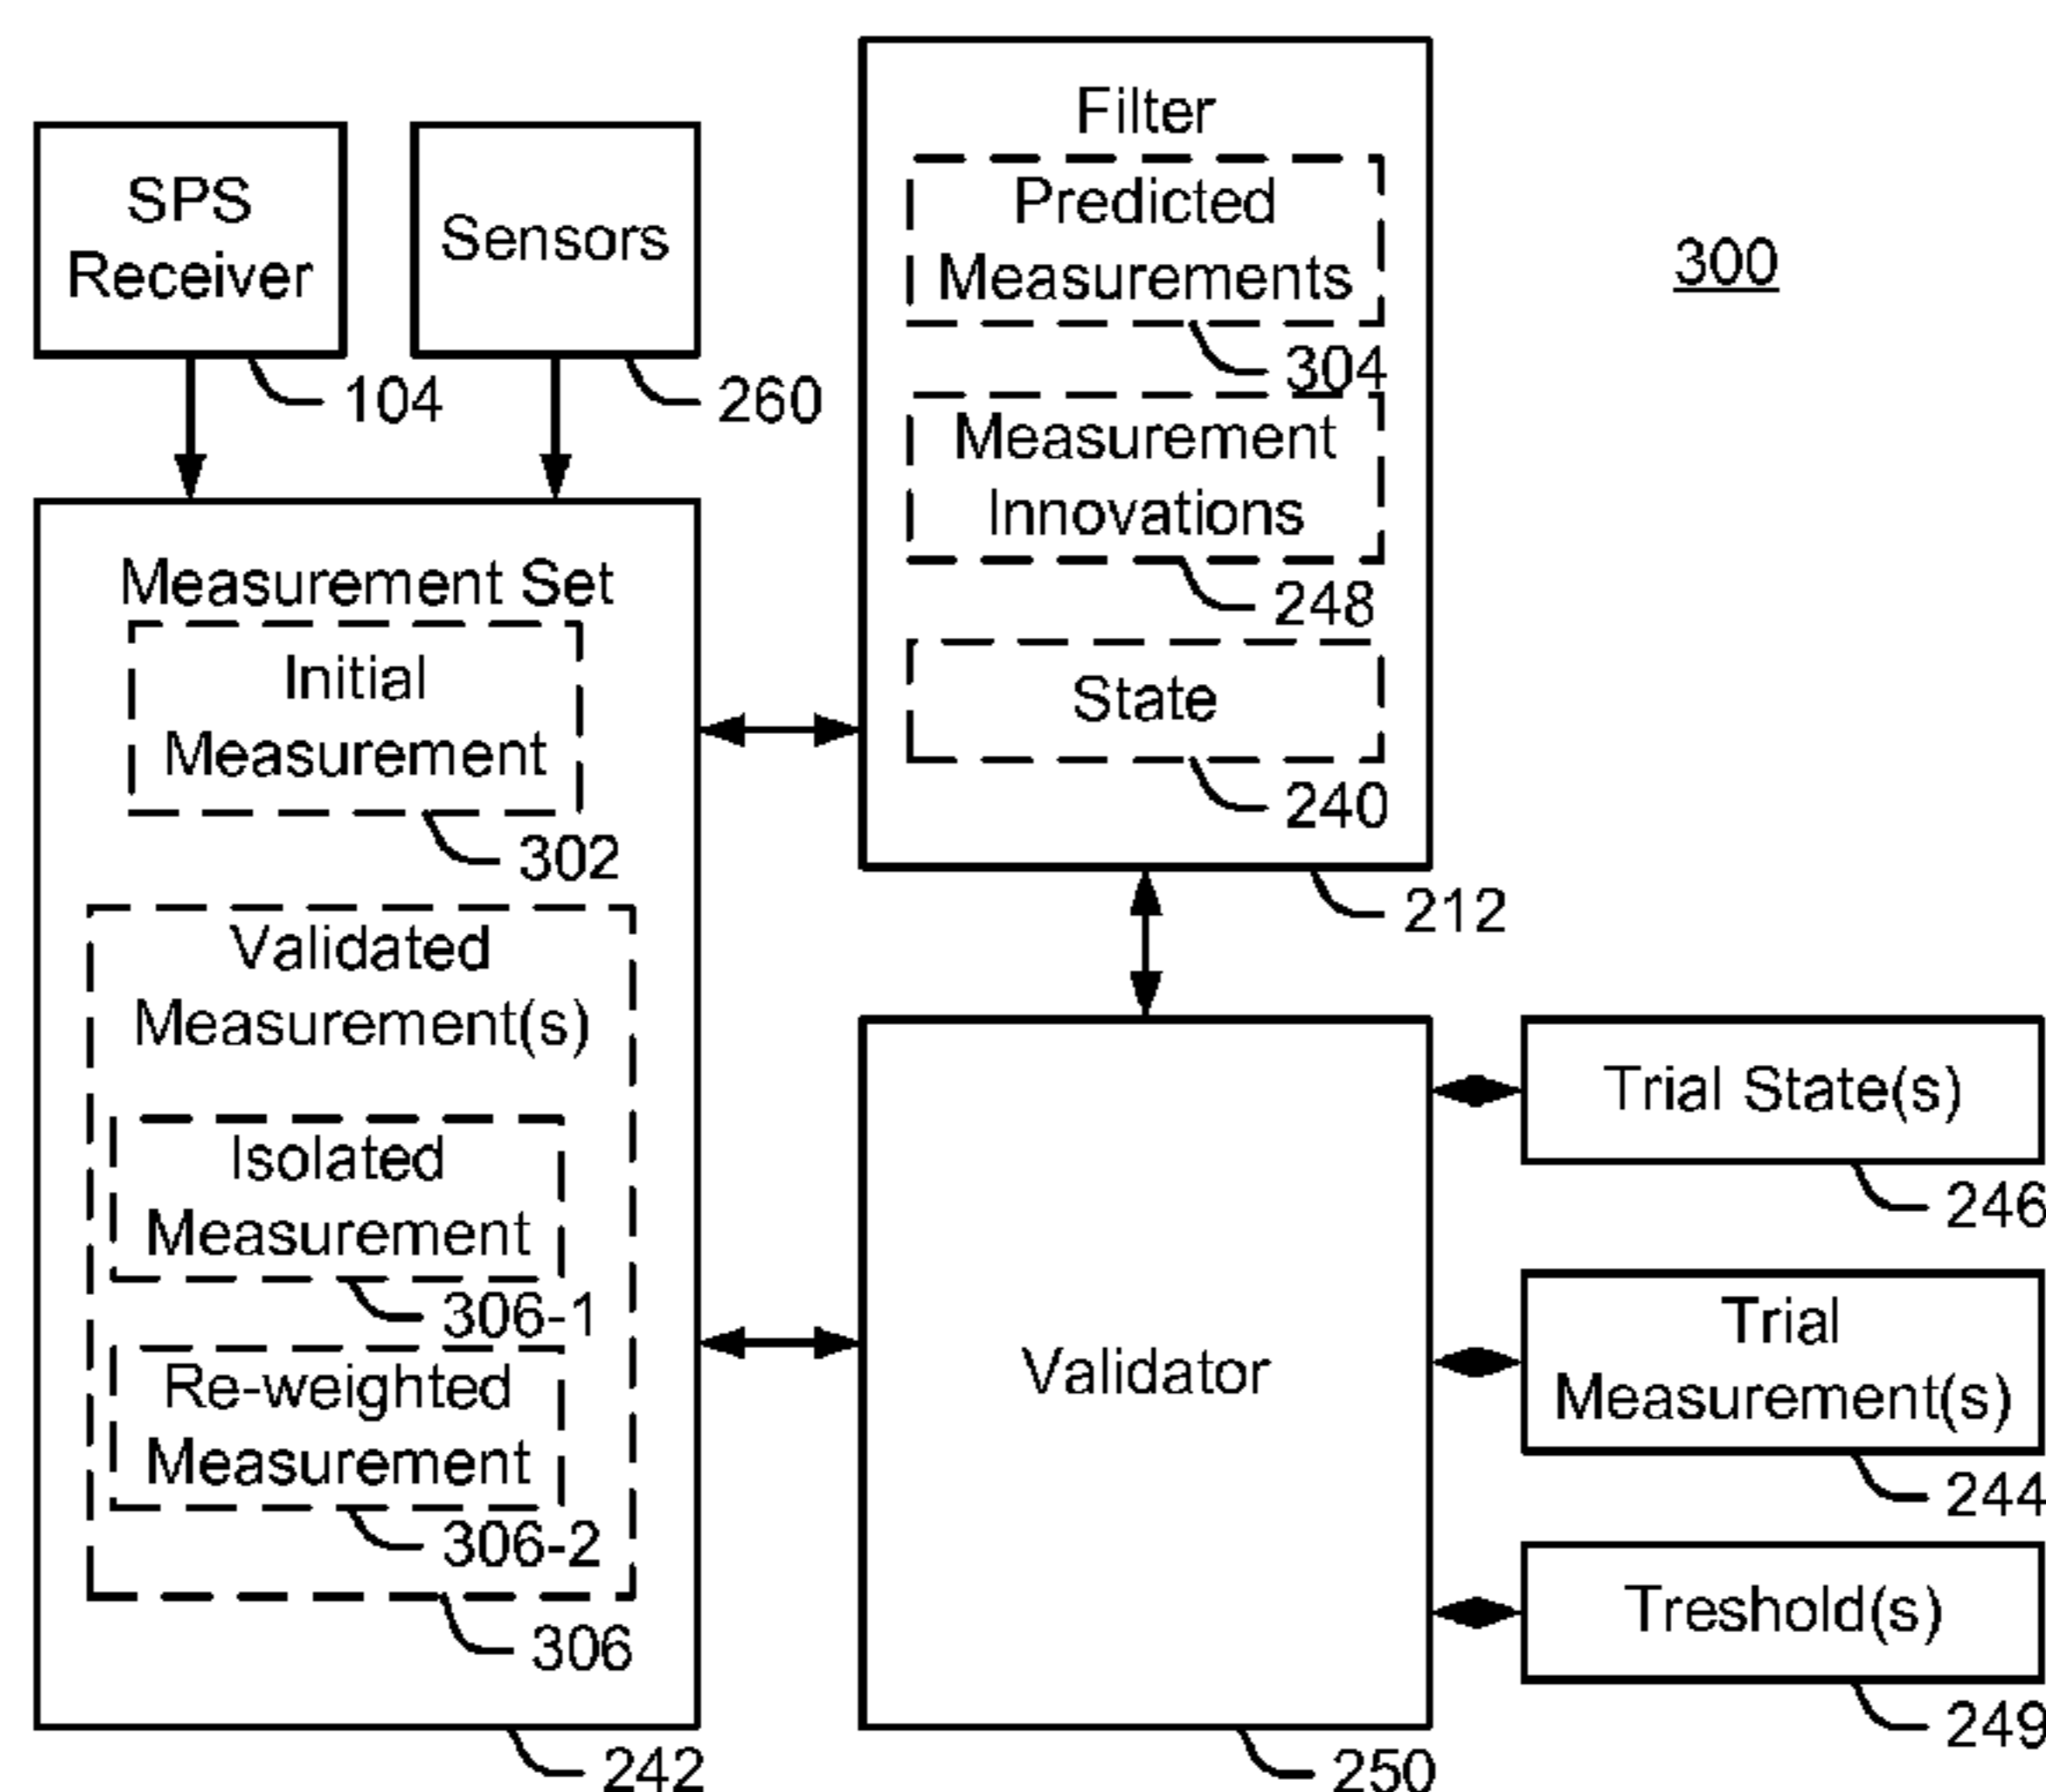 SPS
Receiver
104
Sensors
260
Filter
Predicted
Measurements
304
Measurement
Innovations
248
State
240
212
300
Measurement Set
Initial
Measurement
302
Validated
Measurement(s)
Isolated
Measurement
306-1
Re-weighted
Measurement
306-2
306
242
Validator
250
Trial State(s)
246
Trial
Measurement(s)
244
Treshold(s)
249